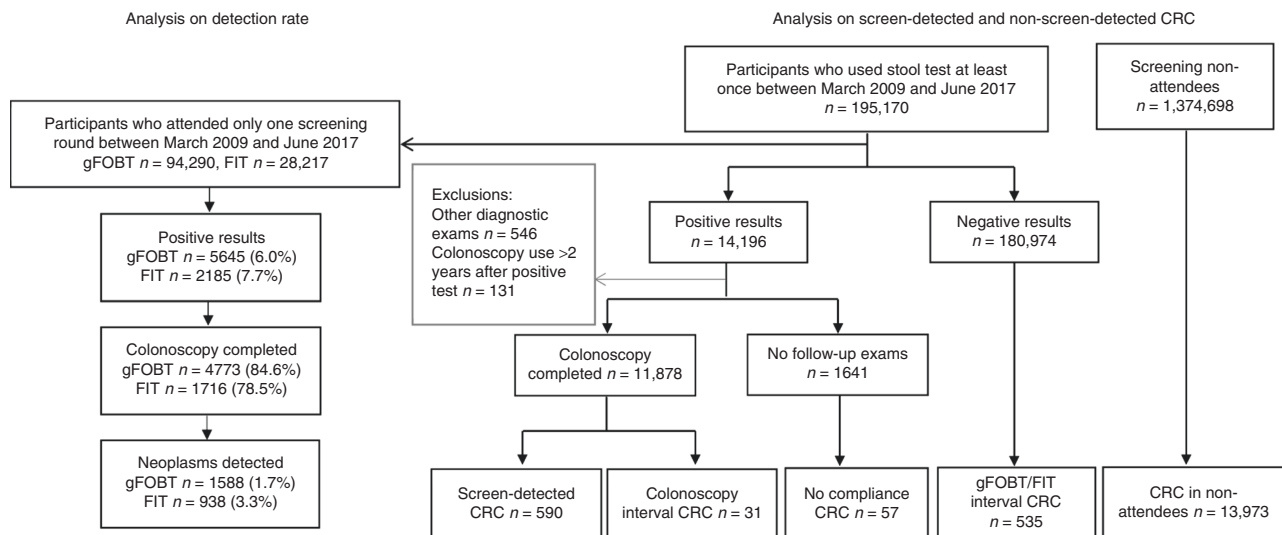 Analysis on detection rate
Participants who attended only one screening
round between March 2009 and June 2017
gFOBT n = 94,290, FIT n = 28,217
Positive results
gFOBT n = 5645 (6.0%)
FIT n = 2185 (7.7%)
Colonoscopy completed
gFOBT n = 4773 (84.6%)
FIT n = 1716 (78.5%)
Neoplasms detected
gFOBT n = 1588 (1.7%)
FIT n = 938 (3.3%)
Analysis on screen-detected and non-screen-detected CRC
Participants who used stool test at least
once between March 2009 and June 2017
n = 195,170
Screening non-
attendees
n = 1,374,698
Exclusions:
Other diagnostic
exams n = 546
Colonoscopy use >2
years after positive
test n = 131
Positive results
n = 14,196
Negative results
n = 180,974
Colonoscopy
completed n = 11,878
No follow-up exams
n = 1641
Screen-detected
CRC n = 590
Colonoscopy
interval CRC n = 31
No compliance
CRC n = 57
gFOBT/FIT
interval CRC
n = 535
CRC in non-
attendees n = 13,973